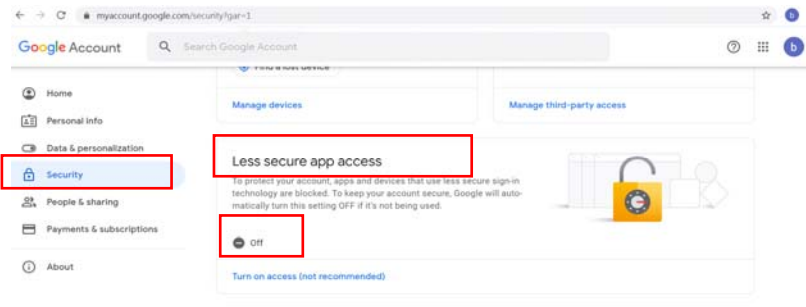 myaccount.google.com/security?gar=1
b
Google Account
Search Google Account
b
Find a lost device
Home
Manage devices
Manage third-party access
Personal info
Data & personalization
Less secure app access
Security
To protect your account, apps and devices that use less secure sign-in
technology are blocked. To keep your account secure, Google will auto-
People & sharing
matically turn this setting OFF if it's not being used.
Payments & subscriptions
Off
About
Turn on access (not recommended)